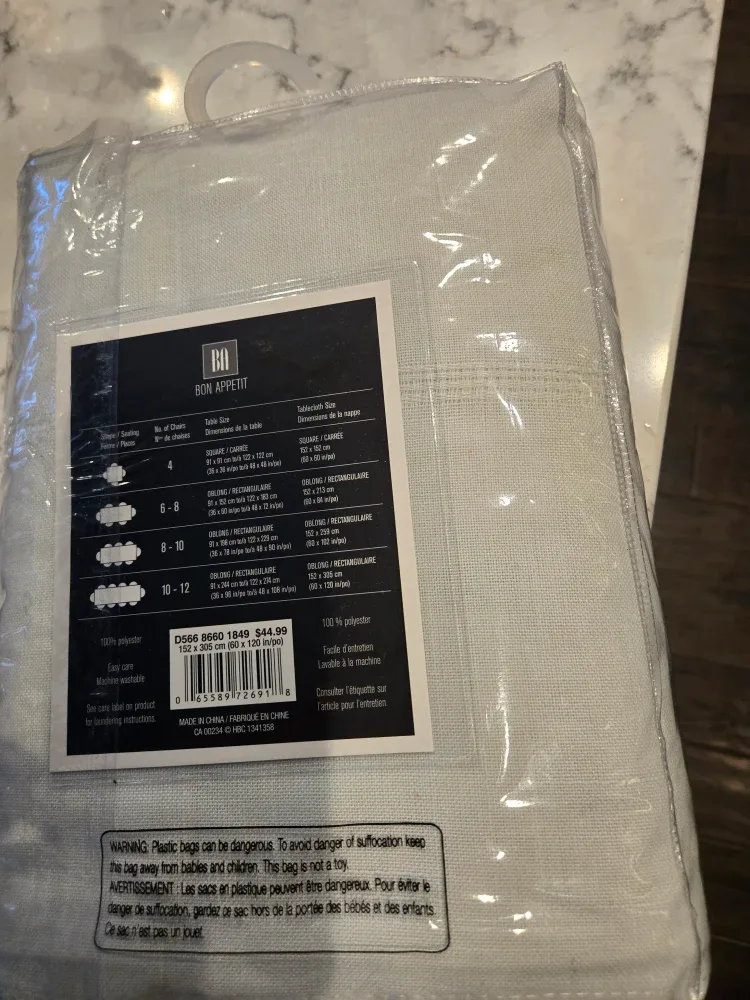 BA
BON APPETIT
Shape / Seating
Forme / Places
No. of Chairs
Nbre de chaises
Table Size
Dimensions de la table
Tablecloth Size
Dimensions de la nappe
4
SQUARE / CARRÉE
91 x 91 cm to/à 122 x 122 cm
(36 x 36 in/po to/à 48 x 48 in/po)
SQUARE / CARRÉE
152 x 152 cm
(60 x 60 in/po)
6 - 8
OBLONG / RECTANGULAIRE
91 x 152 cm to/à 122 x 183 cm
(36 x 60 in/po to/à 48 x 72 in/po)
OBLONG / RECTANGULAIRE
152 x 213 cm
(60 x 84 in/po)
8 - 10
OBLONG / RECTANGULAIRE
91 x 198 cm to/à 122 x 229 cm
(36 x 78 in/po to/à 48 x 90 in/po)
OBLONG / RECTANGULAIRE
152 x 259 cm
(60 x 102 in/po)
10 - 12
OBLONG / RECTANGULAIRE
91 x 244 cm to/à 122 x 274 cm
(36 x 96 in/po to/à 48 x 108 in/po)
OBLONG / RECTANGULAIRE
152 x 305 cm
(60 x 120 in/po)
100% polyester
Easy care
Machine washable
See care label on product
for laundering instructions.
D566 8660 1849 $44.99
152 x 305 cm (60 x 120 in/po)
0 65589 72691 8
MADE IN CHINA / FABRIQUÉ EN CHINE
CA 00234 © HBC 1341358
100 % polyester
Facile d'entretien
Lavable à la machine
Consulter l'étiquette sur
l'article pour l'entretien.
WARNING: Plastic bags can be dangerous. To avoid danger of suffocation keep
this bag away from babies and children. This bag is not a toy.
AVERTISSEMENT : Les sacs en plastique peuvent être dangereux. Pour éviter le
danger de suffocation, gardez ce sac hors de la portée des bébés et des enfants.
Ce sac n'est pas un jouet.